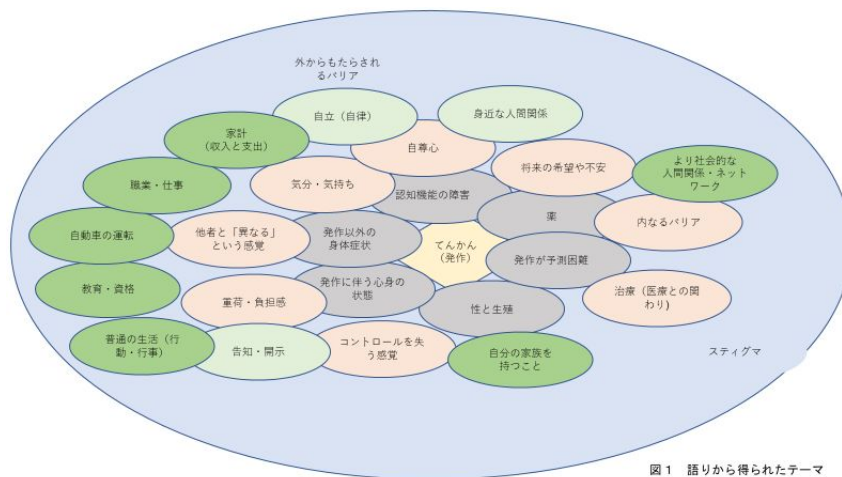 外からもたらされ
るバリア
自立（自律）
身近な人間関係
家計
（収入と支出）
自尊心
将来の希望や不安
より社会的な
人間関係・ネット
ワーク
職業・仕事
気分・気持ち
認知機能の障害
薬
内なるバリア
自動車の運転
他者と「異なる」
という感覚
発作以外の
身体症状
てんかん
（発作）
発作が予測困難
教育・資格
重荷・負担感
発作に伴う心身の
状態
性と生殖
治療（医療との関
わり）
普通の生活（行
動・行事）
告知・開示
コントロールを失
う感覚
自分の家族を
持つこと
スティグマ
図１　語りから得られたテーマ